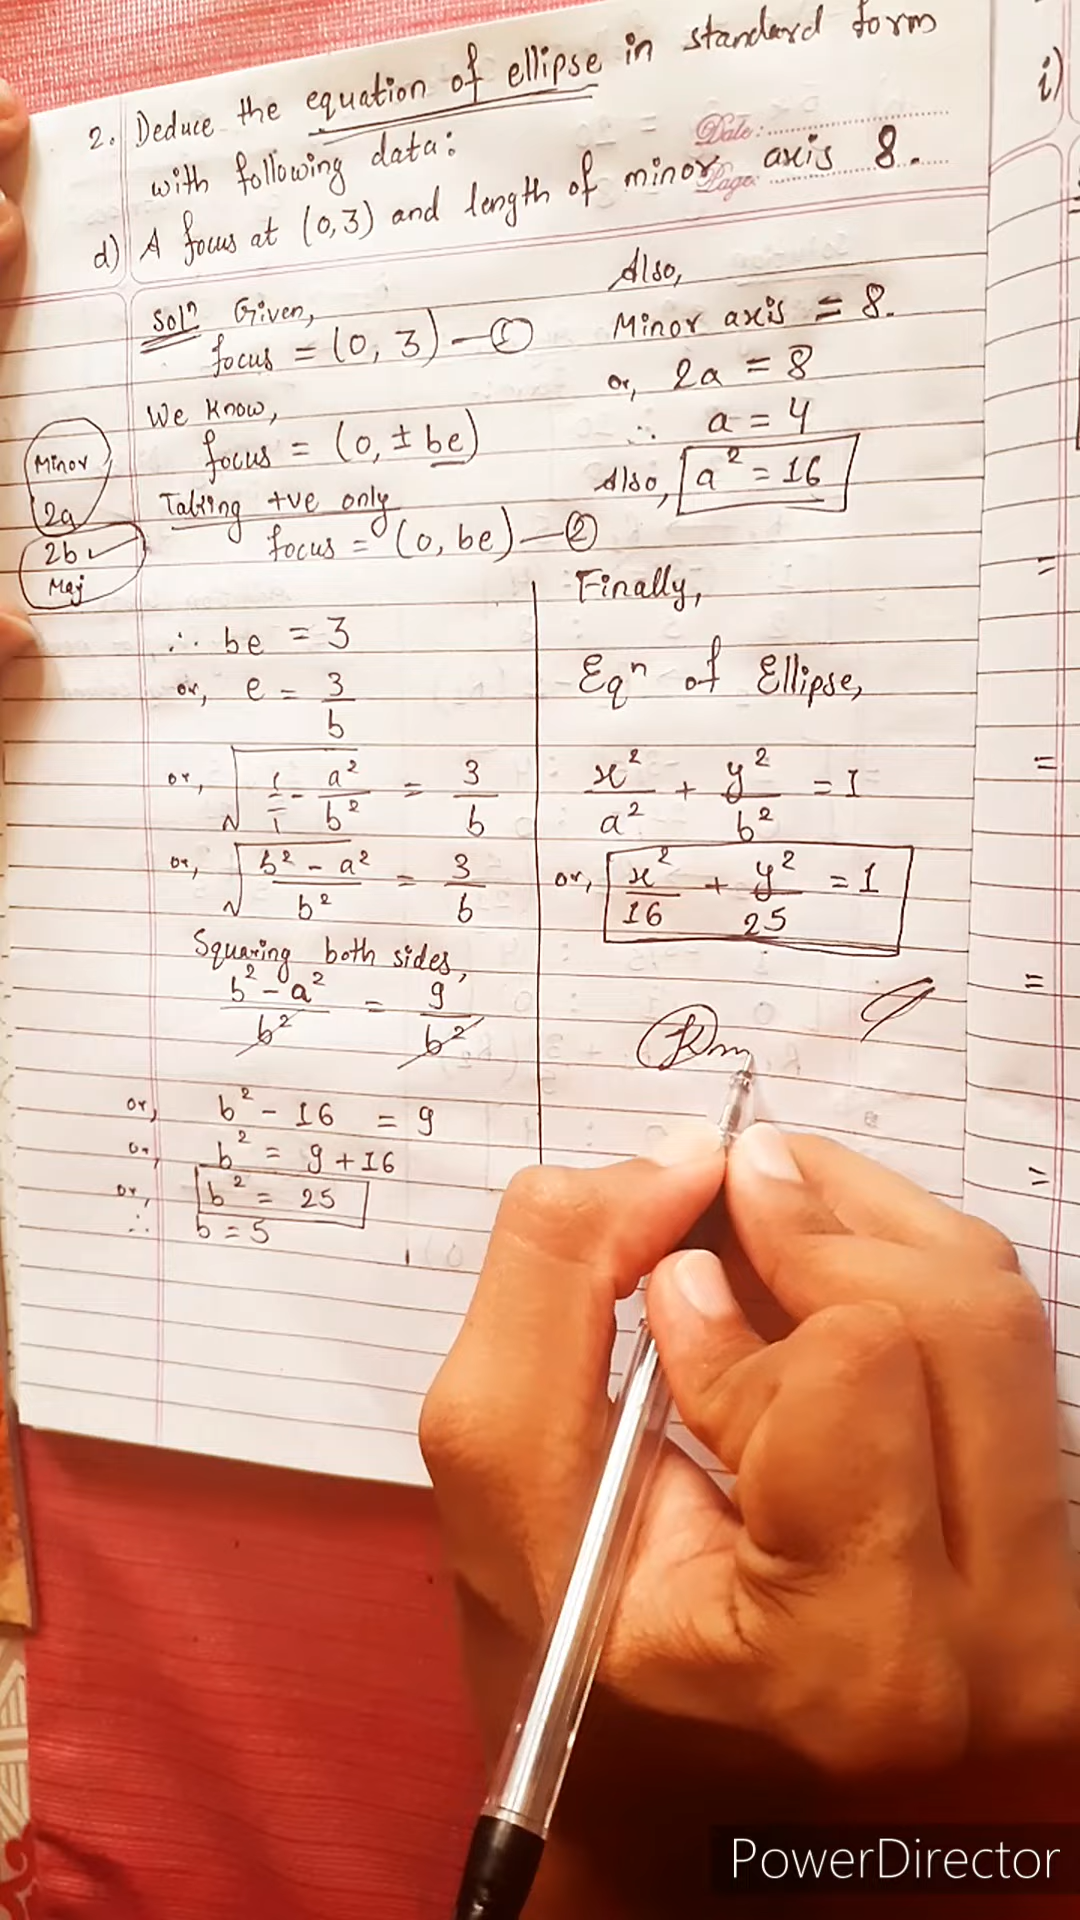 2. Deduce the equation of ellipse in standard form
with following data:
Date:
Page:
d) A focus at (0,3) and length of minor axis 8.
Solⁿ Given,
focus = (0, 3) — ①
We know,
focus = (0, ± be)
Taking +ve only
focus = (0, be) — ②
Minor
2a
2b ✓
Maj
∴ be = 3
or, e = 3/b
or, √(1/1 - a²/b²) = 3/b
or, √((b² - a²)/b²) = 3/b
Squaring both sides,
(b² - a²)/b² = 9/b²
or, b² - 16 = 9
or, b² = 9 + 16
or, b² = 25
∴ b = 5
Also,
Minor axis = 8.
or, 2a = 8
∴ a = 4
Also, a² = 16
Finally,
Eqⁿ of Ellipse,
x²/a² + y²/b² = 1
or, x²/16 + y²/25 = 1
i)
=
=
=
=
PowerDirector